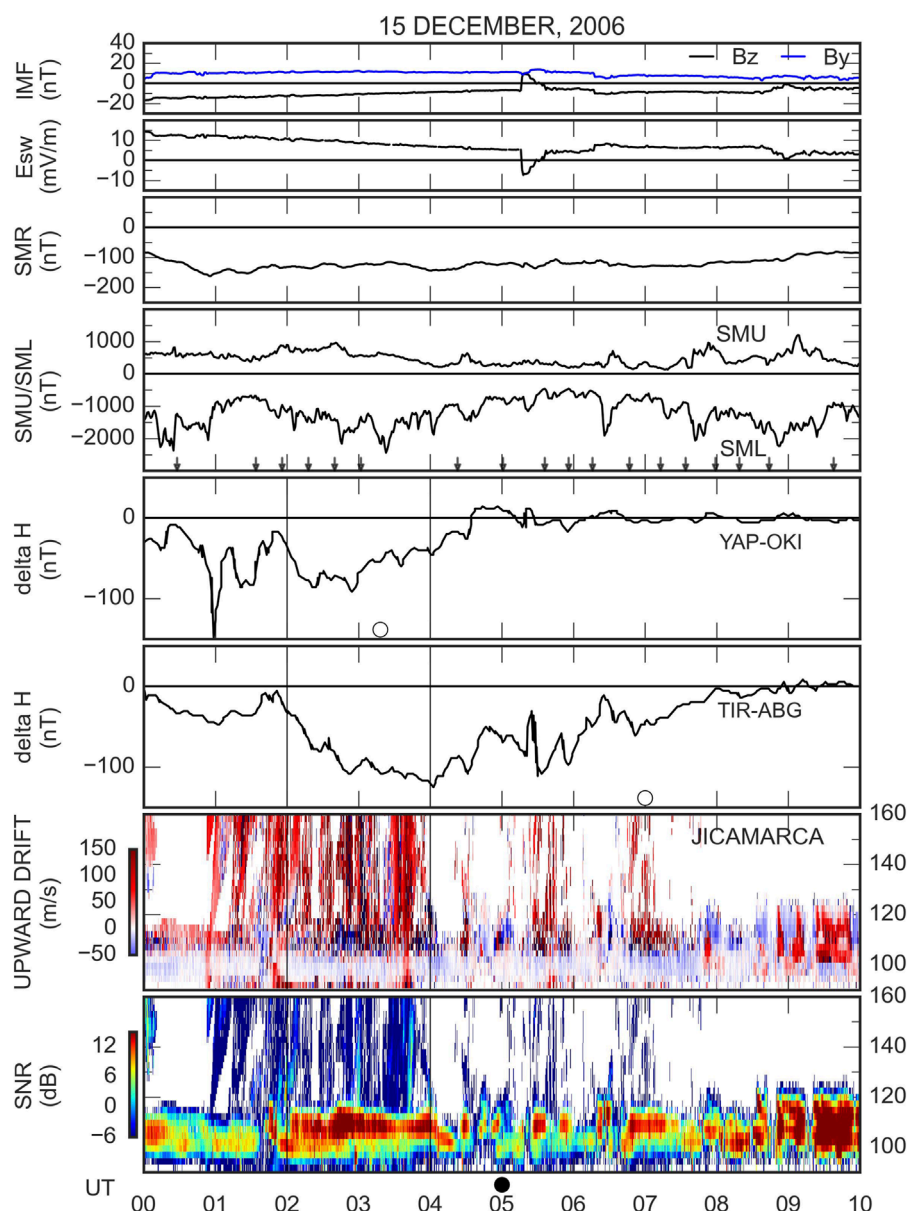 15 DECEMBER, 2006
IMF
(nT)
40
20
0
−20
Bz
By
Esw
(mV/m)
10
0
−10
SMR
(nT)
0
−100
−200
SMU/SML
(nT)
1000
0
−1000
−2000
SMU
SML
delta H
(nT)
0
−100
YAP-OKI
delta H
(nT)
0
−100
TIR-ABG
UPWARD DRIFT
(m/s)
150
100
50
0
−50
JICAMARCA
160
140
120
100
SNR
(dB)
12
6
0
−6
160
140
120
100
UT
00 01 02 03 04 05 06 07 08 09 10